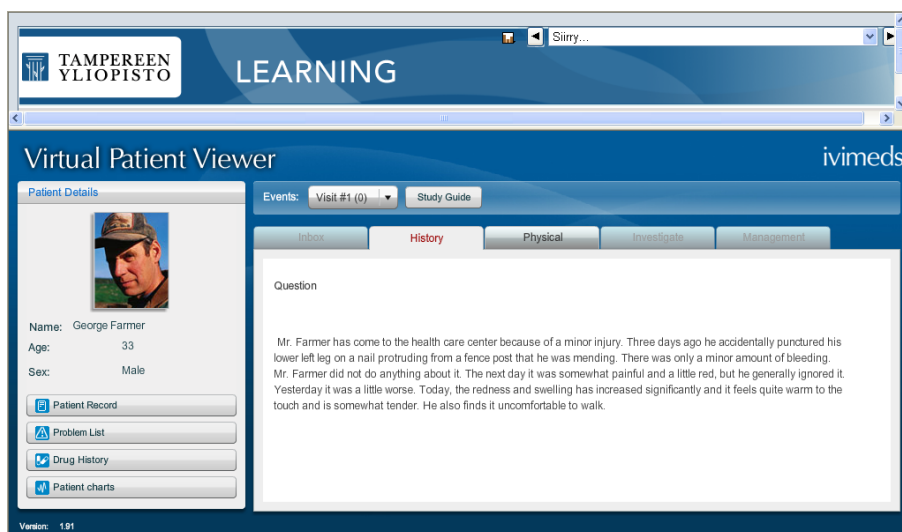 Siirry...
TAMPEREEN
YLIOPISTO
LEARNING
Virtual Patient Viewer
ivimeds
Patient Details
Name: George Farmer
Age: 33
Sex: Male
Patient Record
Problem List
Drug History
Patient charts
Version: 1.91
Events: Visit #1 (0) Study Guide
Inbox History Physical Investigate Management
Question
Mr. Farmer has come to the health care center because of a minor injury. Three days ago he accidentally punctured his
lower left leg on a nail protruding from a fence post that he was mending. There was only a minor amount of bleeding.
Mr. Farmer did not do anything about it. The next day it was somewhat painful and a little red, but he generally ignored it.
Yesterday it was a little worse. Today, the redness and swelling has increased significantly and it feels quite warm to the
touch and is somewhat tender. He also finds it uncomfortable to walk.